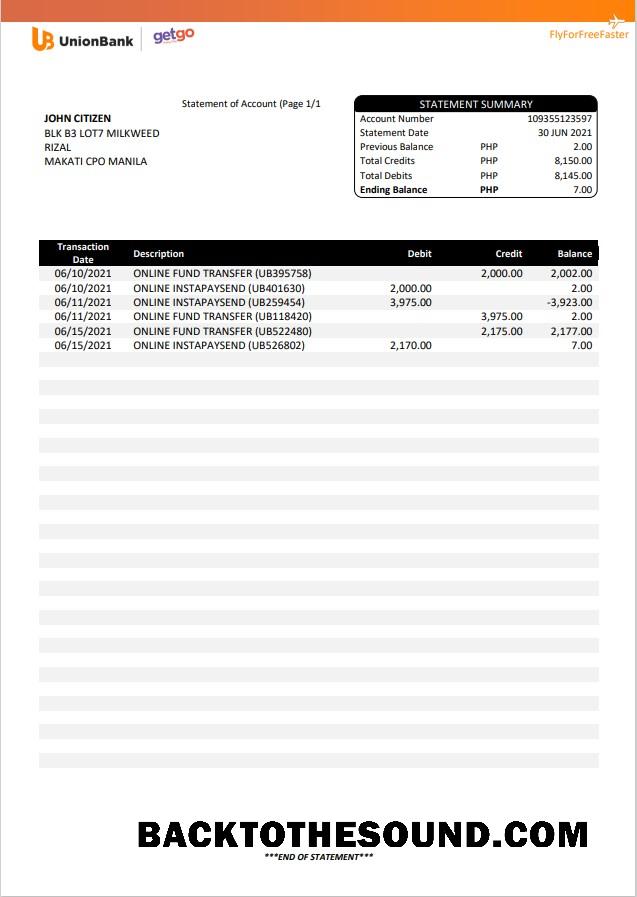 UB UnionBank getgo FlyForFreeFaster
Statement of Account (Page 1/1
JOHN CITIZEN
BLK B3 LOT7 MILKWEED
RIZAL
MAKATI CPO MANILA
STATEMENT SUMMARY
Account Number 109355123597
Statement Date 30 JUN 2021
Previous Balance PHP 2.00
Total Credits PHP 8,150.00
Total Debits PHP 8,145.00
Ending Balance PHP 7.00
Transaction Date Description Debit Credit Balance
06/10/2021 ONLINE FUND TRANSFER (UB395758) 2,000.00 2,002.00
06/10/2021 ONLINE INSTAPAYSEND (UB401630) 2,000.00 2.00
06/11/2021 ONLINE INSTAPAYSEND (UB259454) 3,975.00 -3,923.00
06/11/2021 ONLINE FUND TRANSFER (UB118420) 3,975.00 2.00
06/15/2021 ONLINE FUND TRANSFER (UB522480) 2,175.00 2,177.00
06/15/2021 ONLINE INSTAPAYSEND (UB526802) 2,170.00 7.00
BACKTOTHESOUND.COM
***END OF STATEMENT***